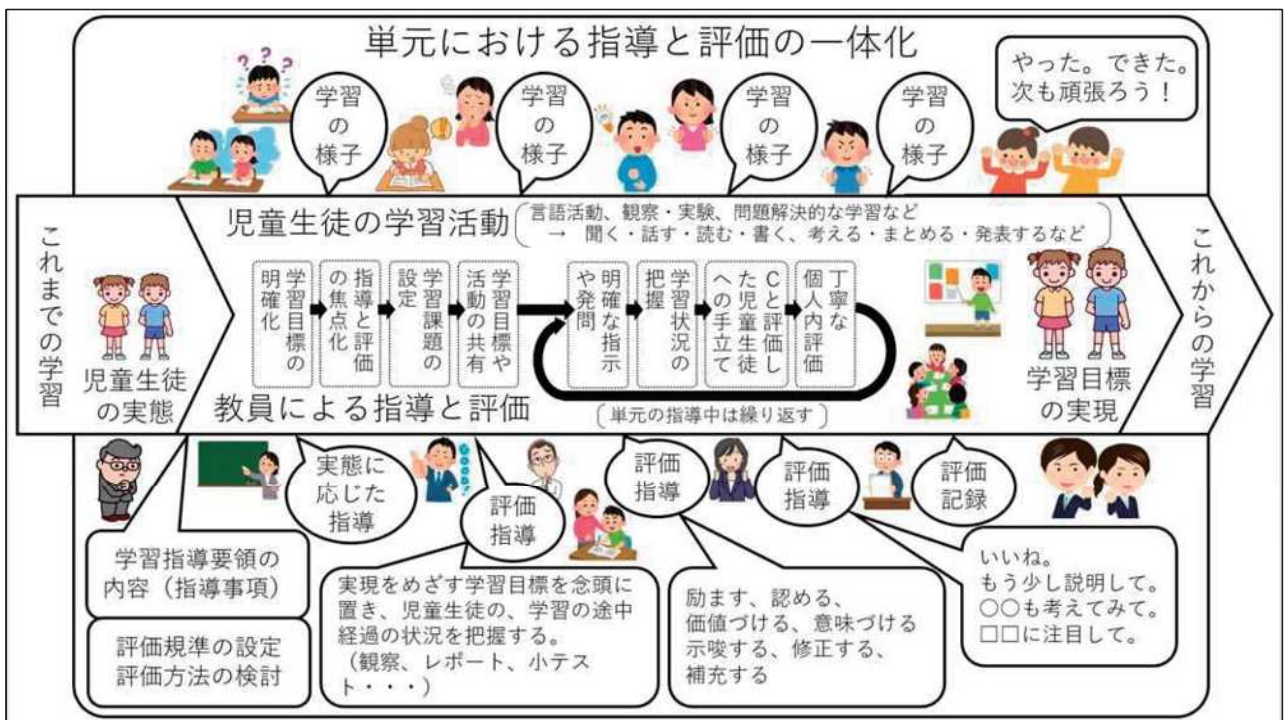 単元における指導と評価の一体化
? ? ?
学習
の
様子
学習
の
様子
学習
の
様子
学習
の
様子
やった。できた。
次も頑張ろう！
これまでの学習
児童生徒
の実態
児童生徒の学習活動
言語活動、観察・実験、問題解決的な学習など
→ 聞く・話す・読む・書く、考える・まとめる・発表するなど
学習目標の
明確化
指導と評価
の焦点化
学習課題の
設定
学習目標や
活動の共有
明確な指示
や発問
学習状況の
把握
Cと評価し
た児童生徒
への手立て
丁寧な
個人内評価
教員による指導と評価
（単元の指導中は繰り返す）
学習目標
の実現
これからの学習
実態に
応じた
指導
評価
指導
評価
指導
評価
指導
評価
記録
学習指導要領の
内容（指導事項）
評価規準の設定
評価方法の検討
実現をめざす学習目標を念頭に
置き、児童生徒の、学習の途中
経過の状況を把握する。
（観察、レポート、小テス
ト・・・）
励ます、認める、
価値づける、意味づける
示唆する、修正する、
補充する
いいね。
もう少し説明して。
○○も考えてみて。
□□に注目して。